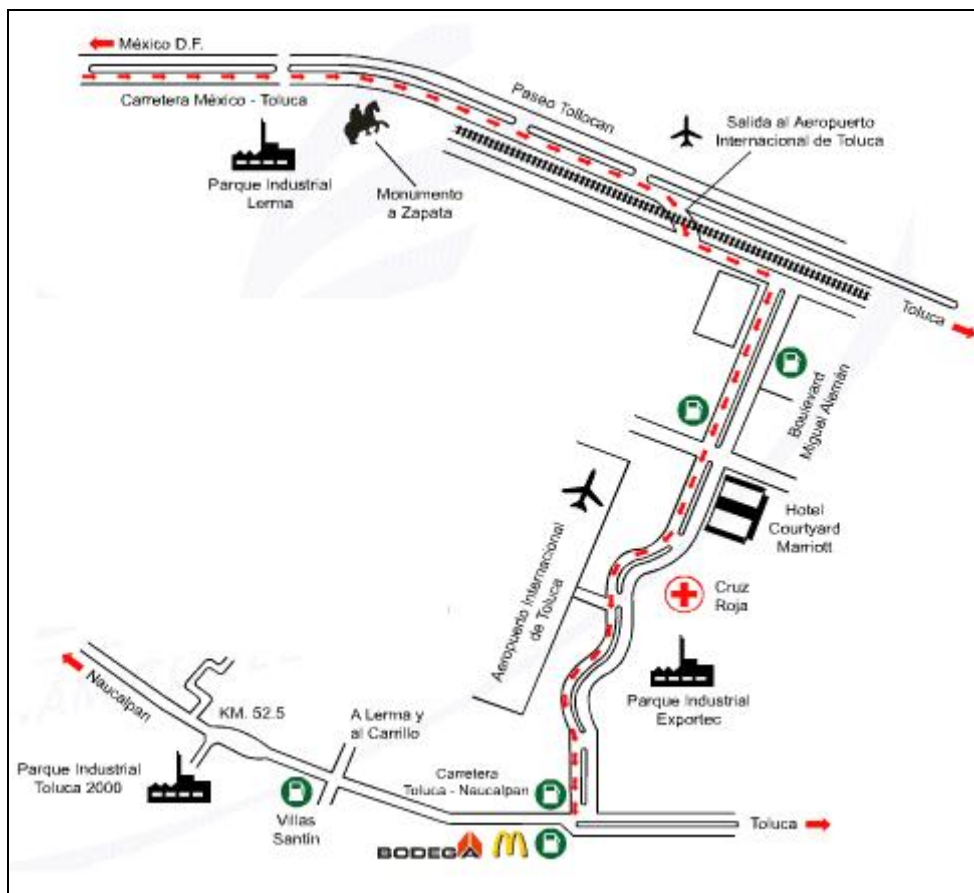 México D.F.
Carretera México - Toluca
Paseo Tollocan
Salida al Aeropuerto
Internacional de Toluca
Parque Industrial
Lerma
Monumento
a Zapata
Toluca
Boulevard
Miguel Alemán
Hotel
Courtyard
Marriott
Aeropuerto Internacional
de Toluca
Cruz
Roja
Parque Industrial
Exportec
Naucalpan
KM. 52.5
A Lerma y
al Carrillo
Parque Industrial
Toluca 2000
Villas
Santín
Carretera
Toluca - Naucalpan
Toluca
BODEGA